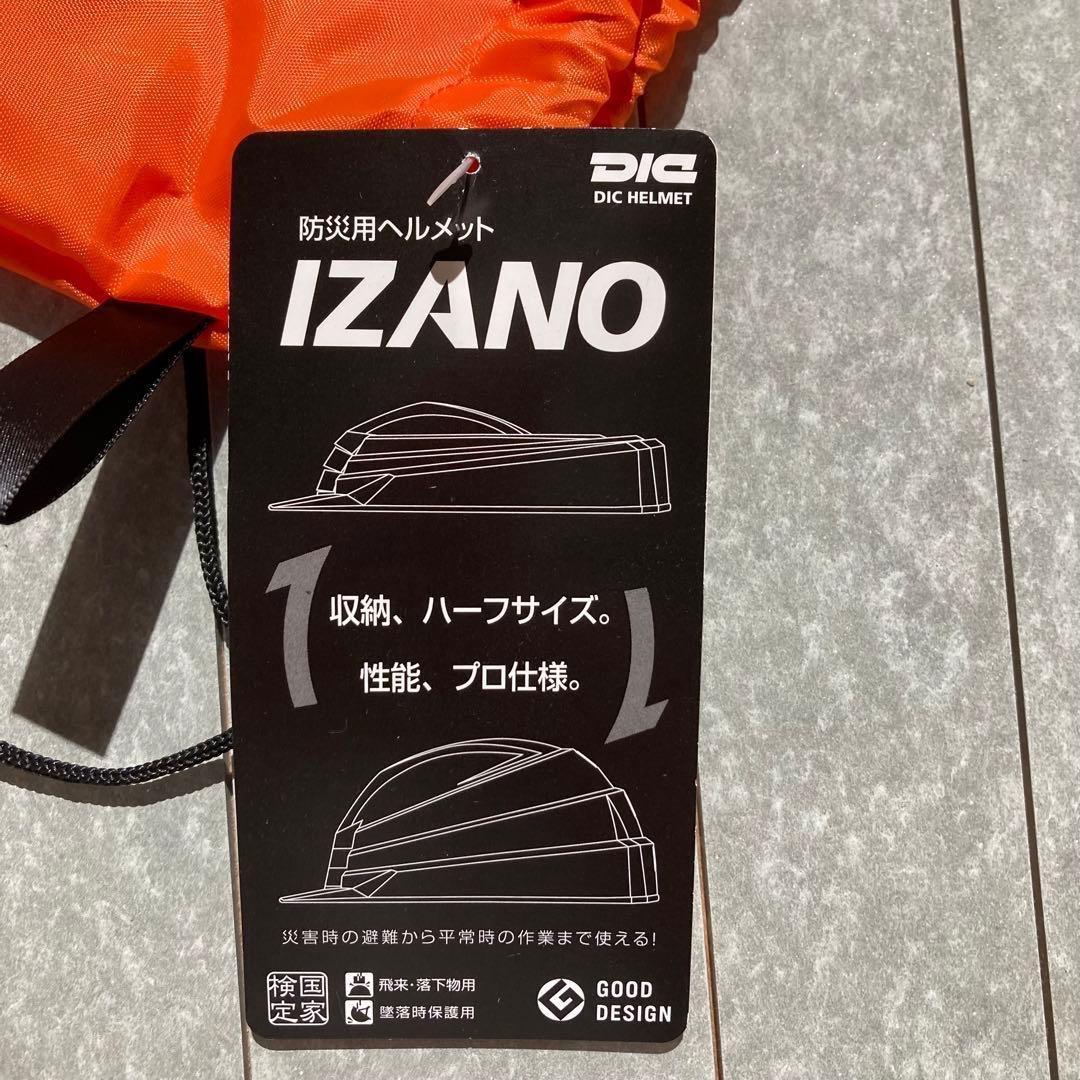 DIC
DIC HELMET
防災用ヘルメット
IZANO
収納、ハーフサイズ。
性能、プロ仕様。
災害時の避難から平常時の作業まで使える!
国家検定
飛来・落下物用
墜落時保護用
GOOD
DESIGN